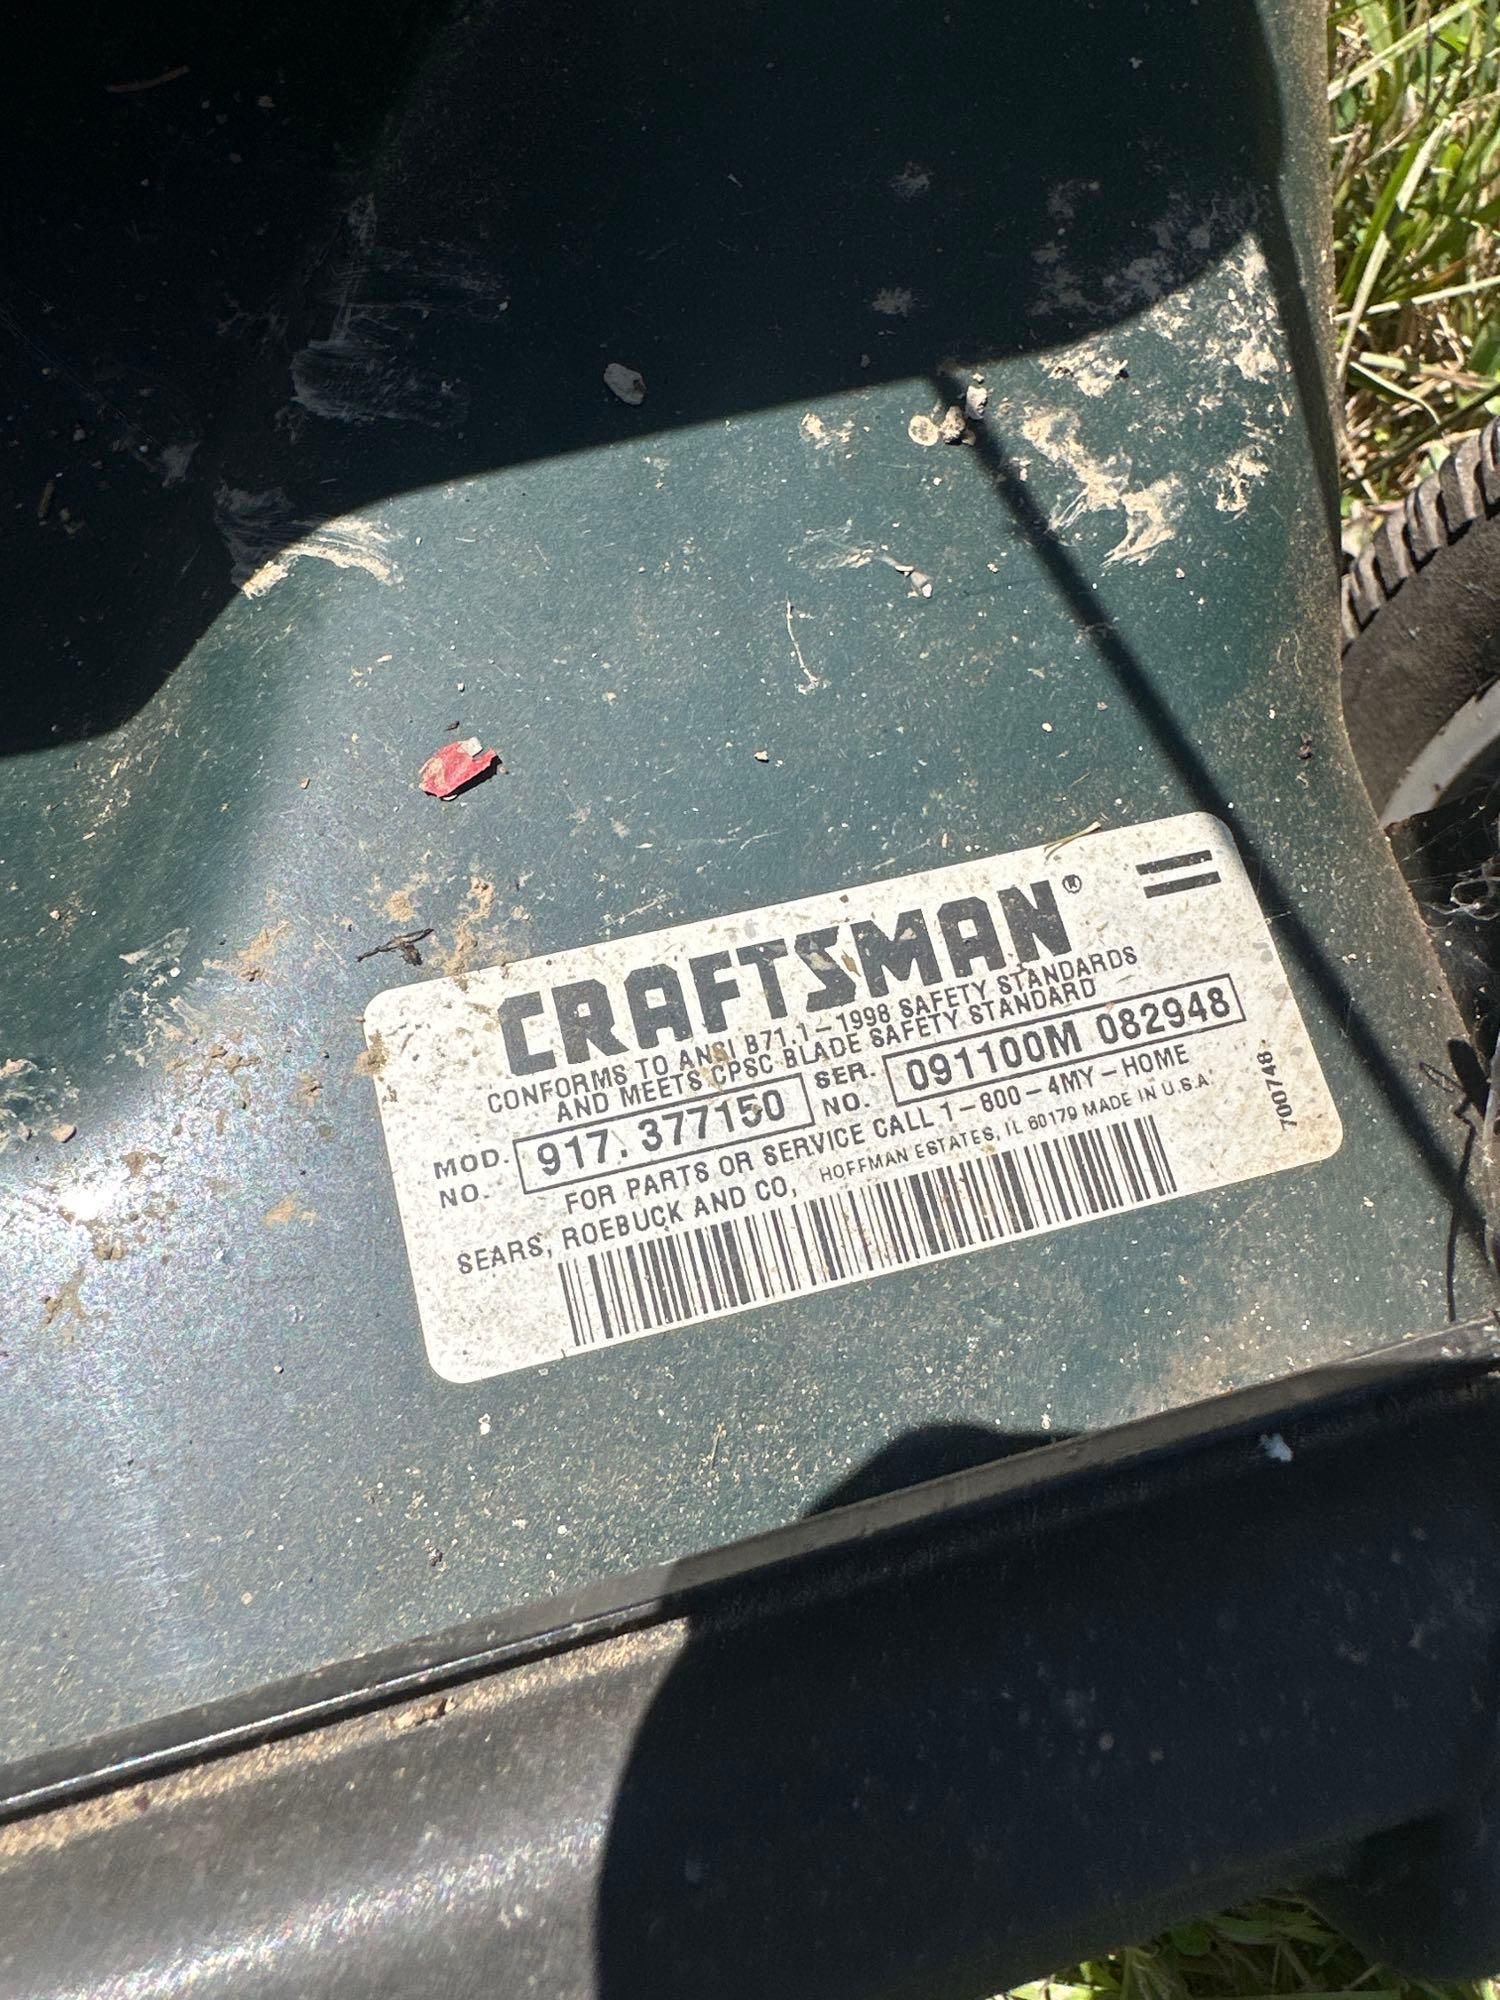 CRAFTSMAN®
CONFORMS TO ANSI B71.1-1998 SAFETY STANDARDS
AND MEETS CPSC BLADE SAFETY STANDARD
MOD. NO. 917. 377150 SER. NO. 091100M 082948
FOR PARTS OR SERVICE CALL 1-800-4MY-HOME
SEARS, ROEBUCK AND CO, HOFFMAN ESTATES, IL 60179 MADE IN U.S.A.
700748